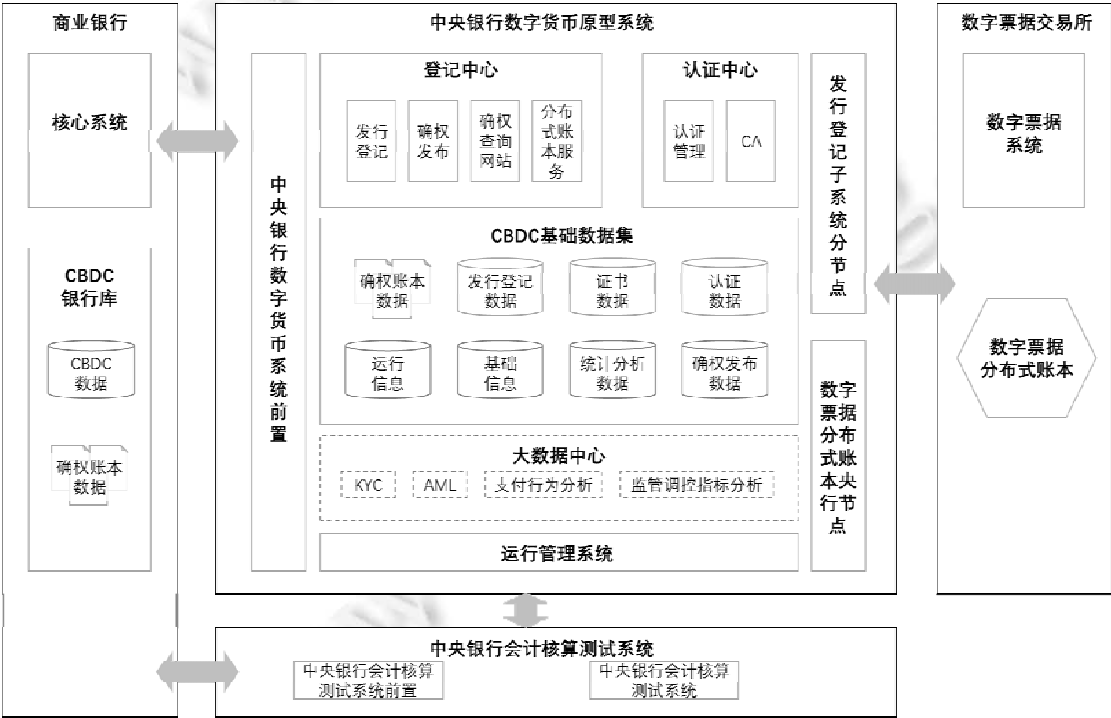 商业银行
核心系统
CBDC
银行库
CBDC
数据
确权账本
数据
中央银行数字货币原型系统
中央银行数字货币系统前置
登记中心
发行
登记
确权
发布
确权
查询
网站
分布
式账
本服
务
认证中心
认证
管理
CA
CBDC基础数据集
确权账本
数据
发行登记
数据
证书
数据
认证
数据
运行
信息
基础
信息
统计分析
数据
确权发布
数据
大数据中心
KYC
AML
支付行为分析
监管调控指标分析
运行管理系统
发行登记子系统分节点
数字
票据
分布
式账
本央
行节
点
数字票据交易所
数字票据
系统
数字票据
分布式账本
中央银行会计核算测试系统
中央银行会计核算
测试系统前置
中央银行会计核算
测试系统